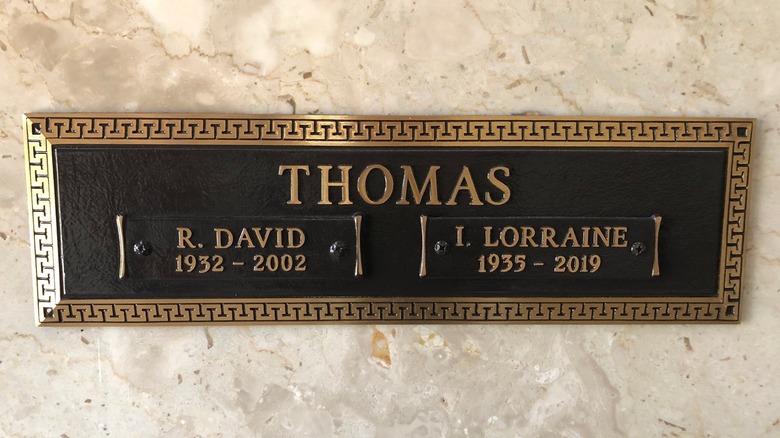 THOMAS
R. DAVID
1932 – 2002
I. LORRAINE
1935 – 2019